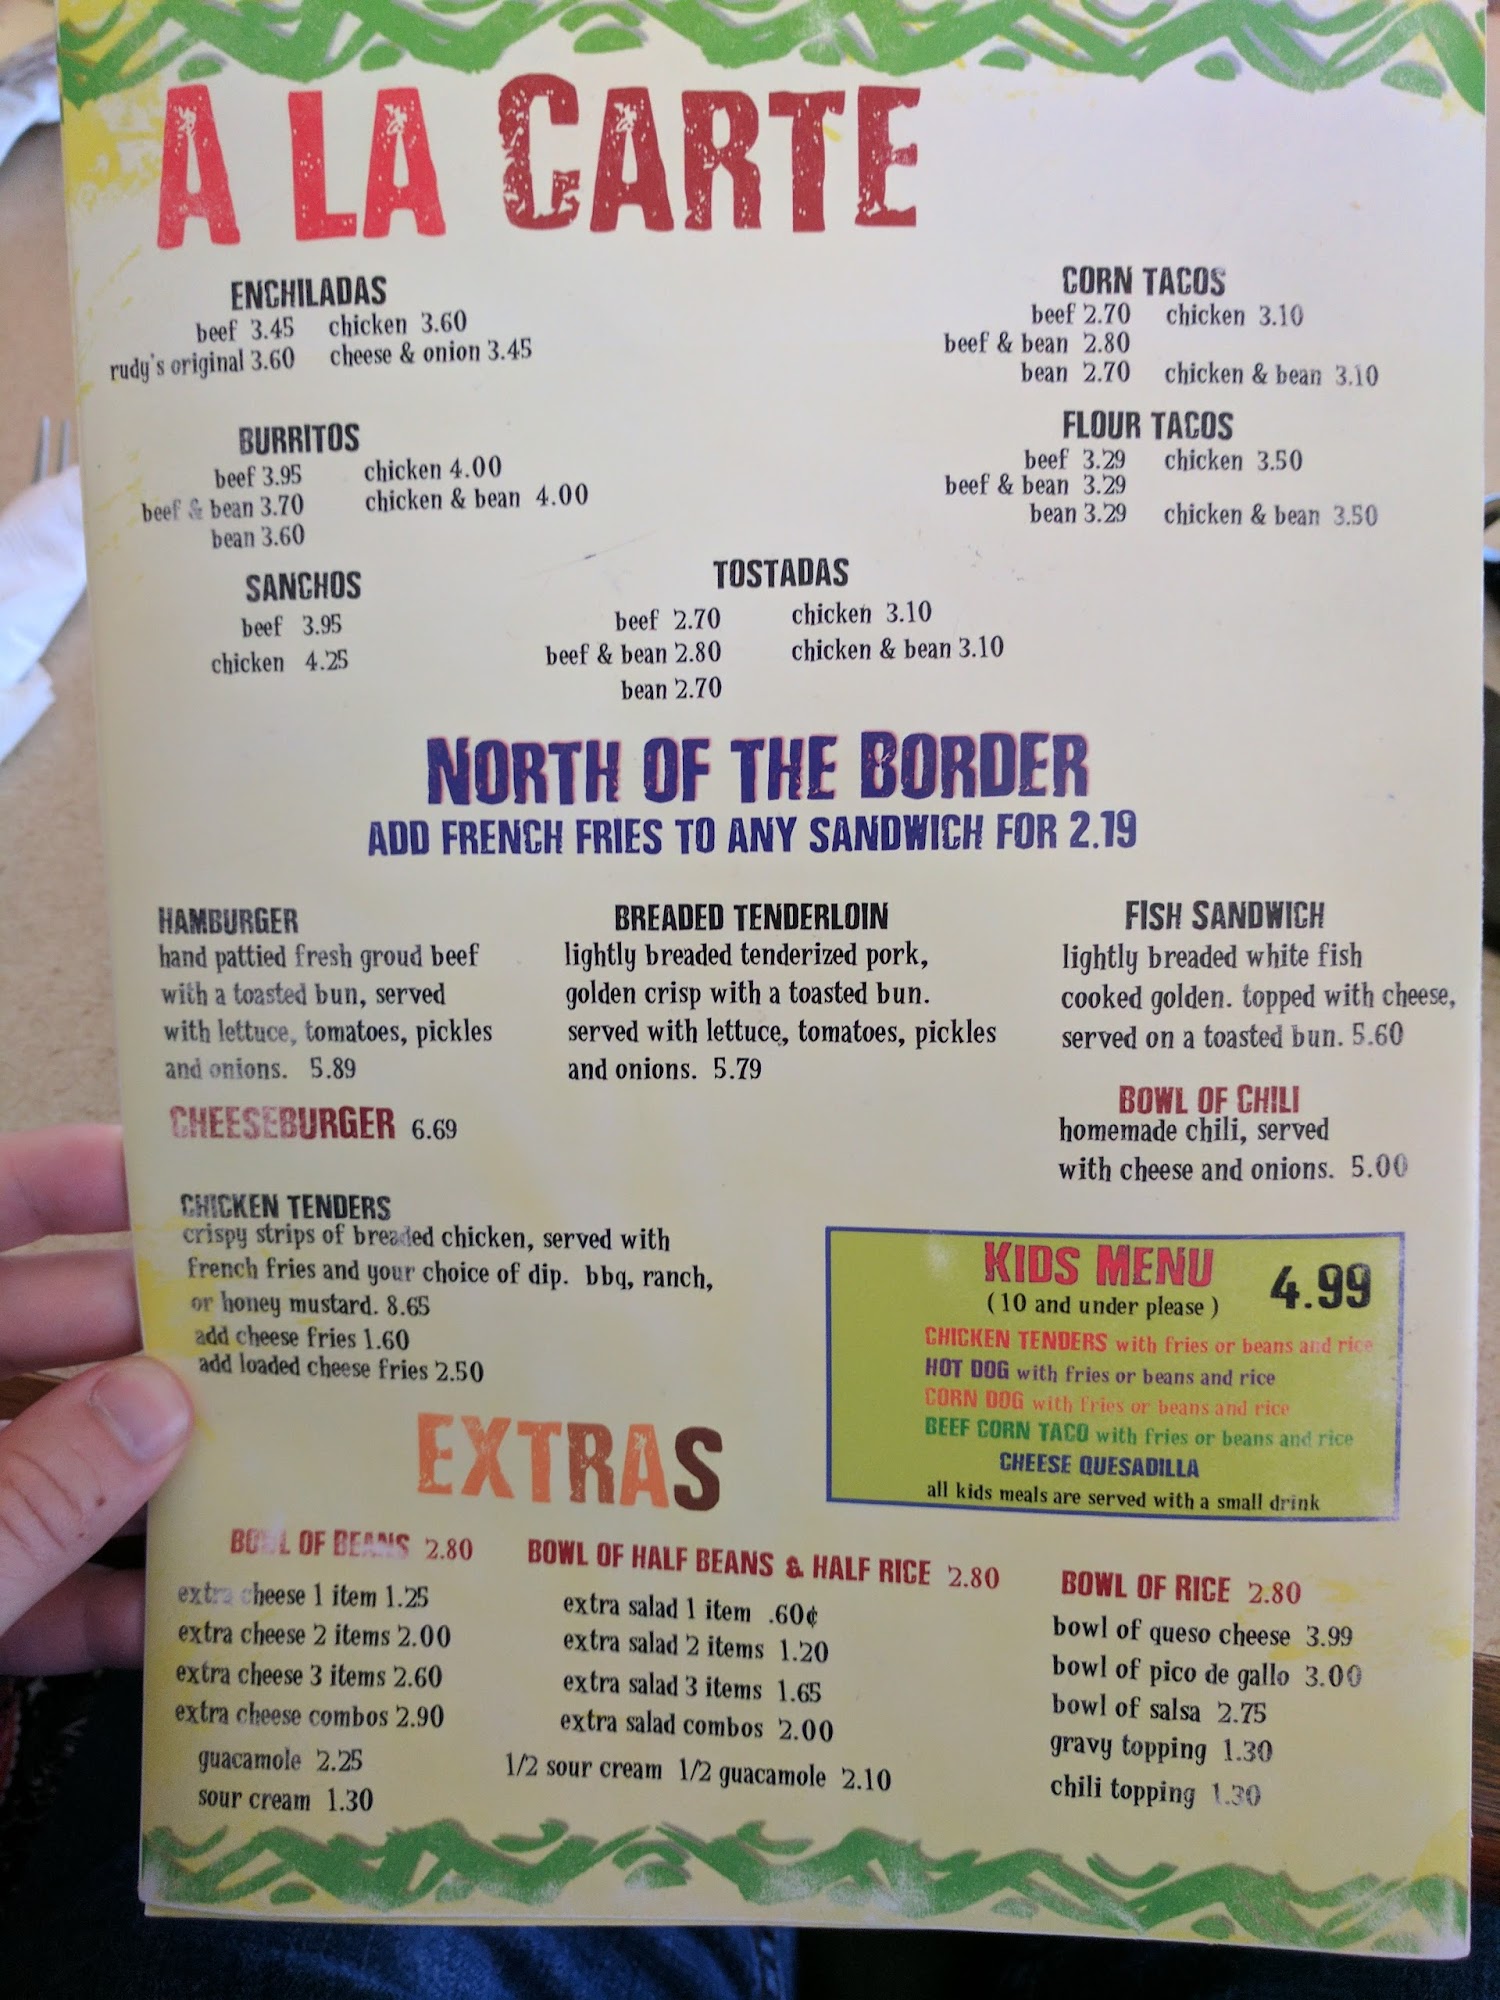 A LA CARTE
ENCHILADAS
beef 3.45 chicken 3.60
rudy's original 3.60 cheese & onion 3.45
BURRITOS
beef 3.95 chicken 4.00
beef & bean 3.70 chicken & bean 4.00
bean 3.60
SANCHOS
beef 3.95
chicken 4.25
CORN TACOS
beef 2.70 chicken 3.10
beef & bean 2.80
bean 2.70 chicken & bean 3.10
FLOUR TACOS
beef 3.29 chicken 3.50
beef & bean 3.29
bean 3.29 chicken & bean 3.50
TOSTADAS
beef 2.70 chicken 3.10
beef & bean 2.80 chicken & bean 3.10
bean 2.70
NORTH OF THE BORDER
ADD FRENCH FRIES TO ANY SANDWICH FOR 2.19
HAMBURGER
hand pattied fresh groud beef
with a toasted bun, served
with lettuce, tomatoes, pickles
and onions. 5.89
CHEESEBURGER 6.69
BREADED TENDERLOIN
lightly breaded tenderized pork,
golden crisp with a toasted bun.
served with lettuce, tomatoes, pickles
and onions. 5.79
FISH SANDWICH
lightly breaded white fish
cooked golden. topped with cheese,
served on a toasted bun. 5.60
BOWL OF CHILI
homemade chili, served
with cheese and onions. 5.00
CHICKEN TENDERS
crispy strips of breaded chicken, served with
french fries and your choice of dip. bbq, ranch,
or honey mustard. 8.65
add cheese fries 1.60
add loaded cheese fries 2.50
KIDS MENU 4.99
( 10 and under please )
CHICKEN TENDERS with fries or beans and rice
HOT DOG with fries or beans and rice
CORN DOG with fries or beans and rice
BEEF CORN TACO with fries or beans and rice
CHEESE QUESADILLA
all kids meals are served with a small drink
EXTRAS
BOWL OF BEANS 2.80
extra cheese 1 item 1.25
extra cheese 2 items 2.00
extra cheese 3 items 2.60
extra cheese combos 2.90
guacamole 2.25
sour cream 1.30
BOWL OF HALF BEANS & HALF RICE 2.80
extra salad 1 item .60¢
extra salad 2 items 1.20
extra salad 3 items 1.65
extra salad combos 2.00
1/2 sour cream 1/2 guacamole 2.10
BOWL OF RICE 2.80
bowl of queso cheese 3.99
bowl of pico de gallo 3.00
bowl of salsa 2.75
gravy topping 1.30
chili topping 1.30